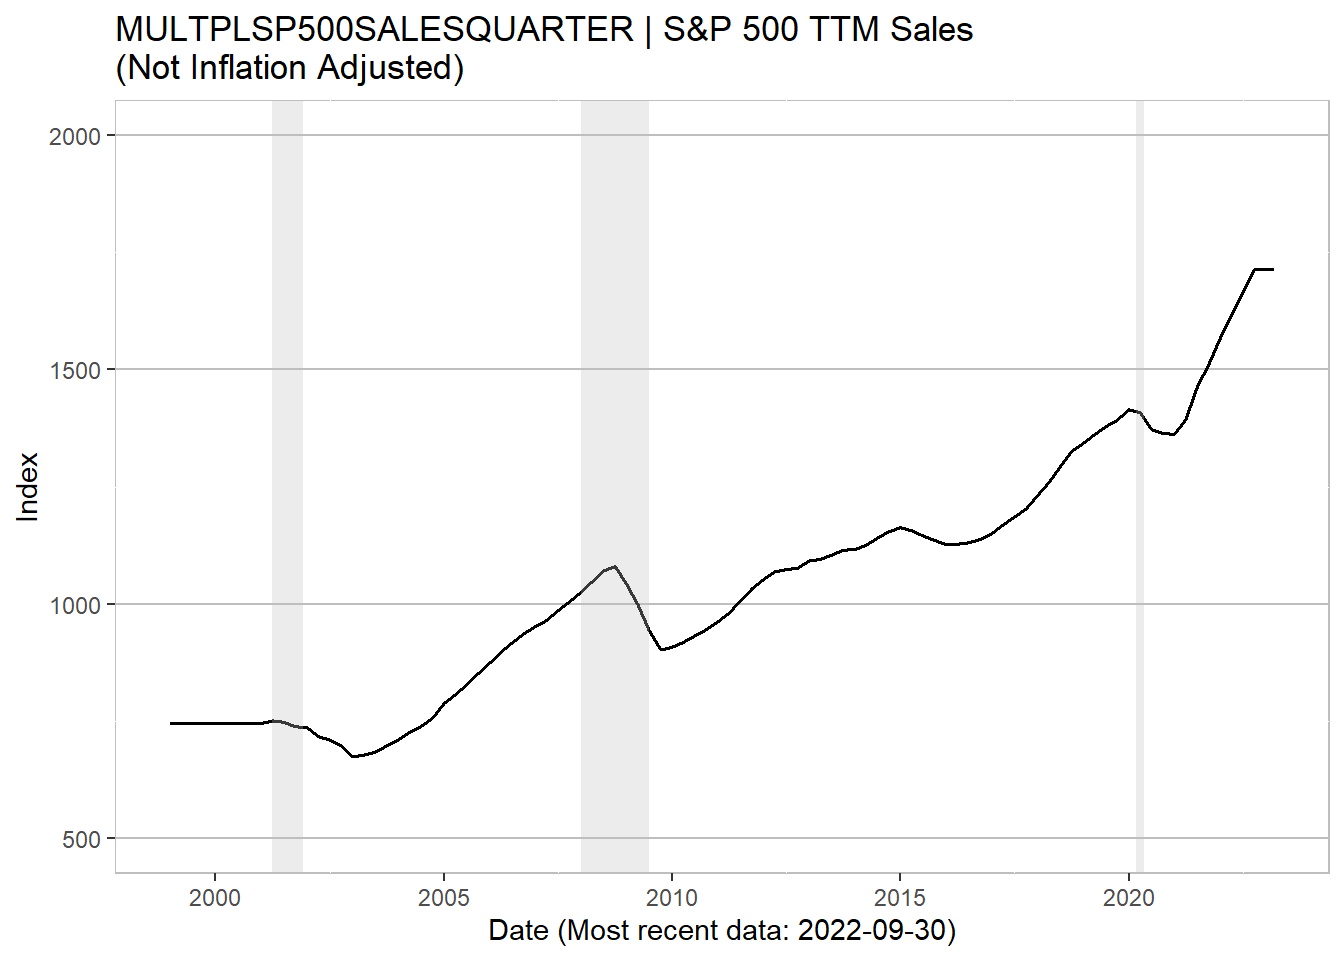 MULTPLSP500SALESQUARTER | S&P 500 TTM Sales
(Not Inflation Adjusted)
2000
1500
1000
500
Index
2000 2005 2010 2015 2020
Date (Most recent data: 2022-09-30)